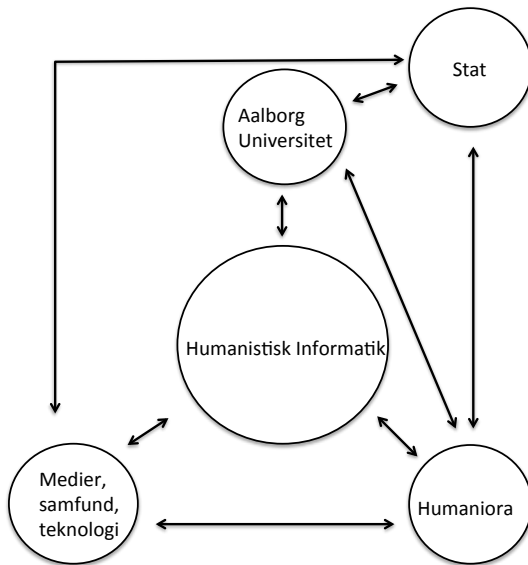 Stat
Aalborg
Universitet
Humanistisk Informatik
Medier,
samfund,
teknologi
Humaniora